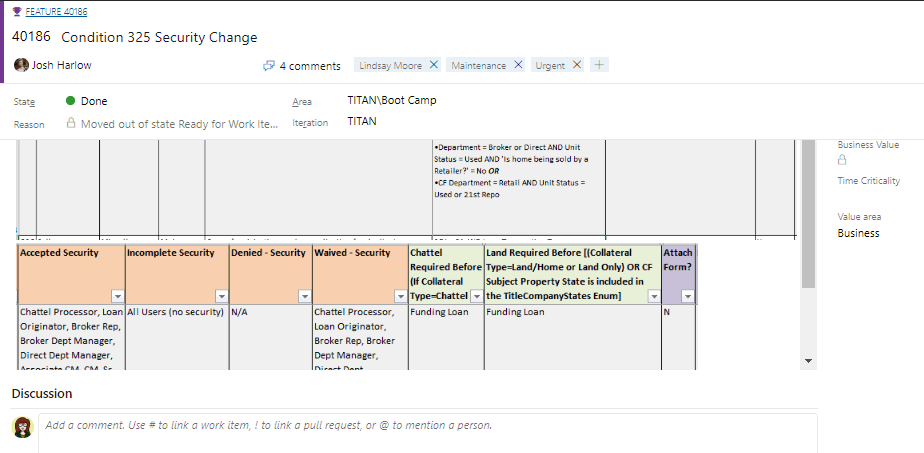 FEATURE 40186
40186 Condition 325 Security Change
Josh Harlow
4 comments
Lindsay Moore
Maintenance
Urgent
State
Done
Area
TITAN\Boot Camp
Reason
Moved out of state Ready for Work Ite...
Iteration
TITAN
•Department = Broker or Direct AND Unit
Status = Used AND 'Is home being sold by a
Retailer?' = No OR
•CF Department = Retail AND Unit Status =
Used or 21st Repo
Business Value
Time Criticality
Value area
Business
Accepted Security
Incomplete Security
Denied - Security
Waived - Security
Chattel
Required Before
(If Collateral
Type=Chattel
Land Required Before [(Collateral
Type=Land/Home or Land Only) OR CF
Subject Property State is included in
the TitleCompanyStates Enum]
Attach
Form?
Chattel Processor, Loan
Originator, Broker Rep,
Broker Dept Manager,
Direct Dept Manager,
Associate CM, CM, Sr
All Users (no security)
N/A
Chattel Processor,
Loan Originator,
Broker Rep, Broker
Dept Manager,
Direct Dept
Funding Loan
Funding Loan
N
Discussion
Add a comment. Use # to link a work item, ! to link a pull request, or @ to mention a person.